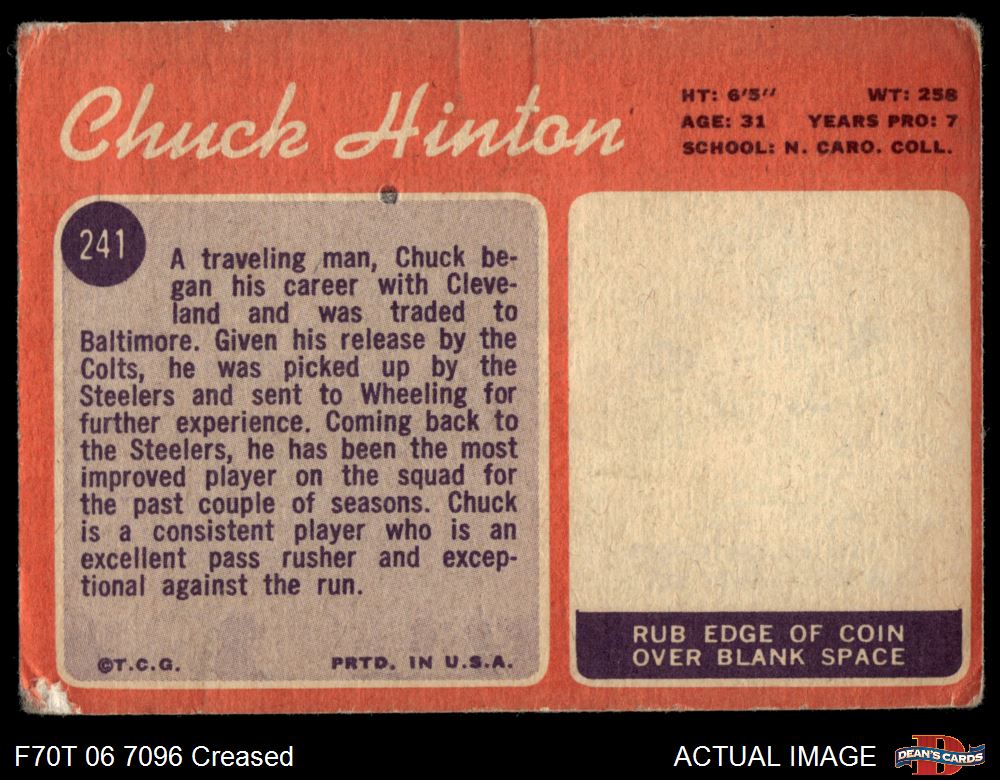 Chuck Hinton
HT: 6'5" WT: 258
AGE: 31 YEARS PRO: 7
SCHOOL: N. CARO. COLL.
241
A traveling man, Chuck be-
gan his career with Cleve-
land and was traded to
Baltimore. Given his release by the
Colts, he was picked up by the
Steelers and sent to Wheeling for
further experience. Coming back to
the Steelers, he has been the most
improved player on the squad for
the past couple of seasons. Chuck
is a consistent player who is an
excellent pass rusher and excep-
tional against the run.
©T.C.G. PRTD. IN U.S.A.
RUB EDGE OF COIN
OVER BLANK SPACE
F70T 06 7096 Creased
ACTUAL IMAGE
D
DEAN'S CARDS